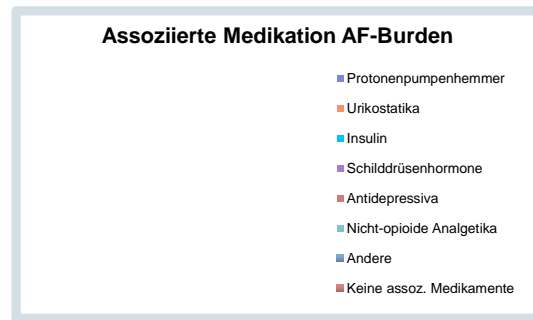 Assoziierte Medikation AF-Burden
Protonenpumpenhemmer
Urikostatika
Insulin
Schilddrüsenhormone
Antidepressiva
Nicht-opioide Analgetika
Andere
Keine assoz. Medikamente